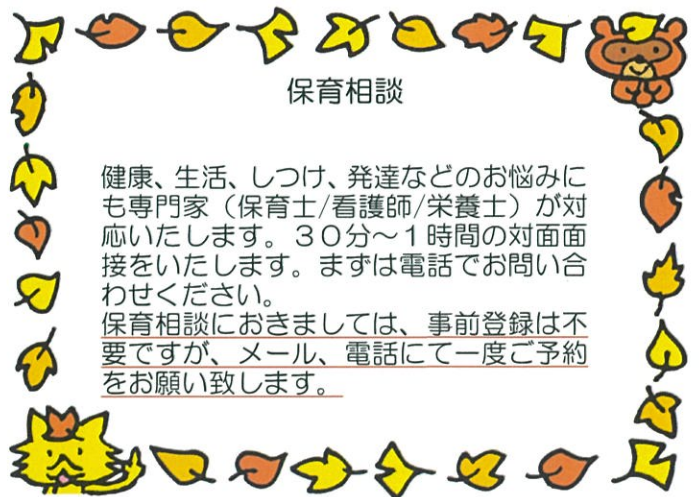 保育相談
健康、生活、しつけ、発達などのお悩みに
も専門家（保育士/看護師/栄養士）が対
応いたします。３０分～１時間の対面面
接をいたします。まずは電話でお問い合
わせください。
保育相談におきましては、事前登録は不
要ですが、メール、電話にて一度ご予約
をお願い致します。